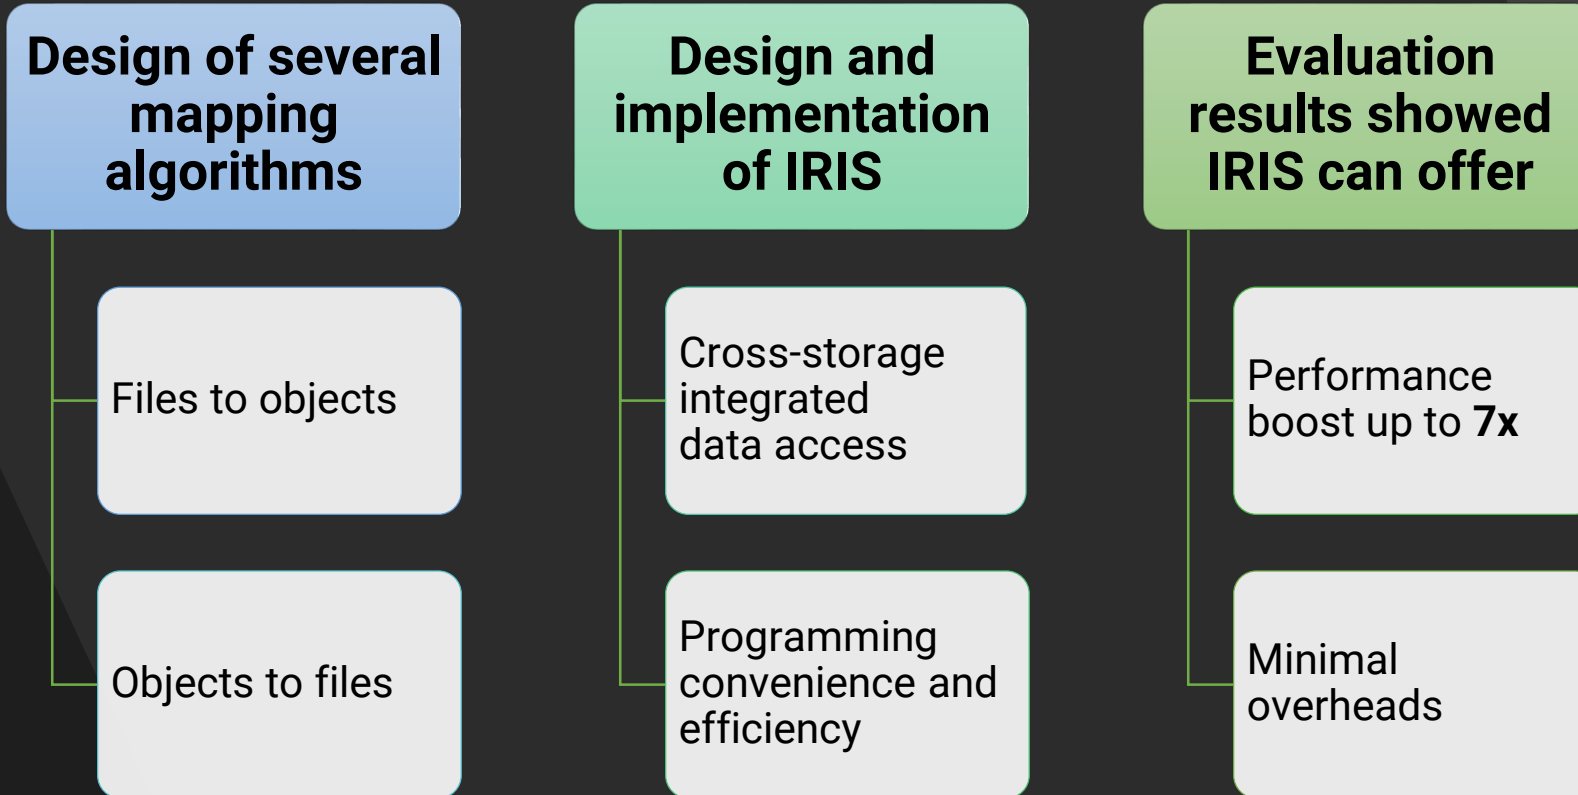 Design of several
mapping
algorithms
Files to objects
Objects to files
Design and
implementation
of IRIS
Cross-storage
integrated
data access
Programming
convenience and
efficiency
Evaluation
results showed
IRIS can offer
Performance
boost up to 7x
Minimal
overheads